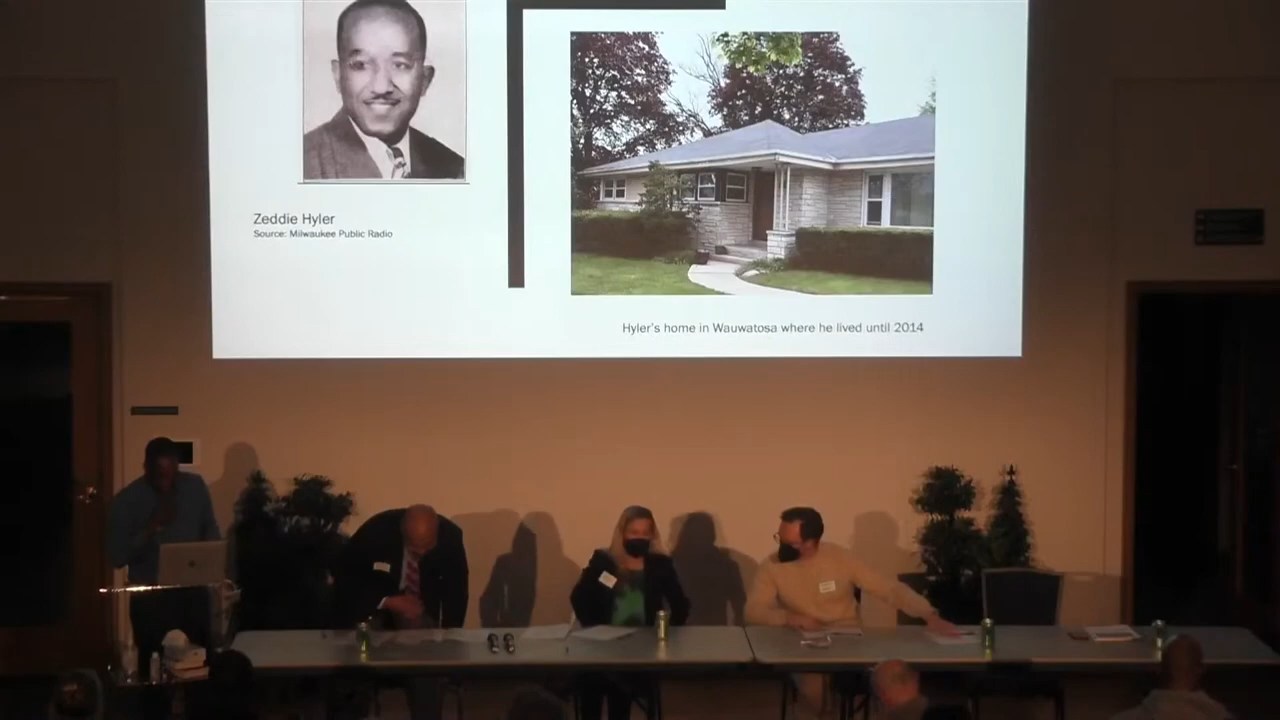 Zeddie Hyler
Source: Milwaukee Public Radio
Hyler's home in Wauwatosa where he lived until 2014